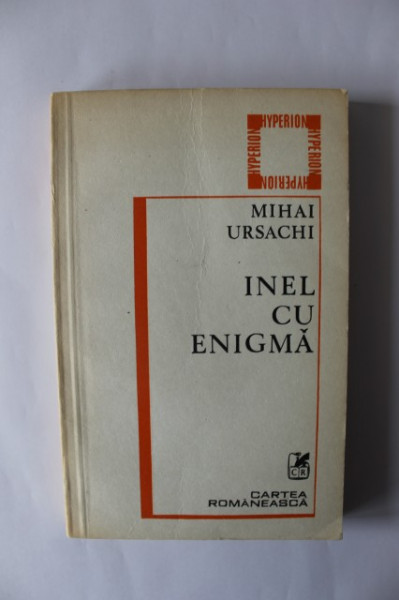 HYPERION
HYPERION
HYPERION
HYPERION
MIHAI
URSACHI
INEL
CU
ENIGMĂ
CR
CARTEA
ROMÂNEASCĂ